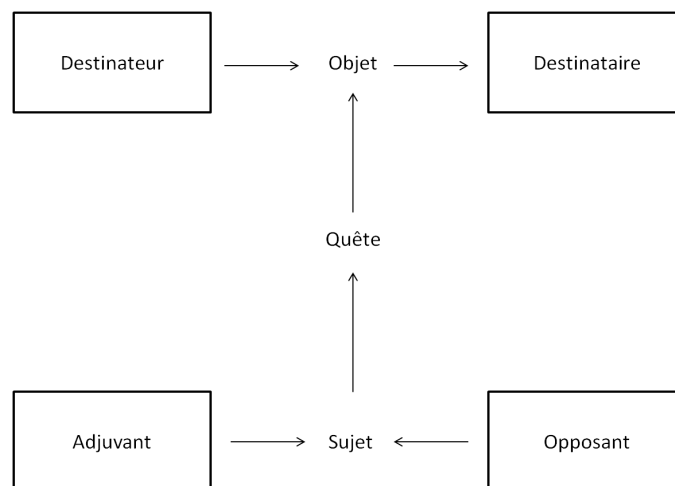 Destinateur
Objet
Destinataire
Quête
Adjuvant
Sujet
Opposant